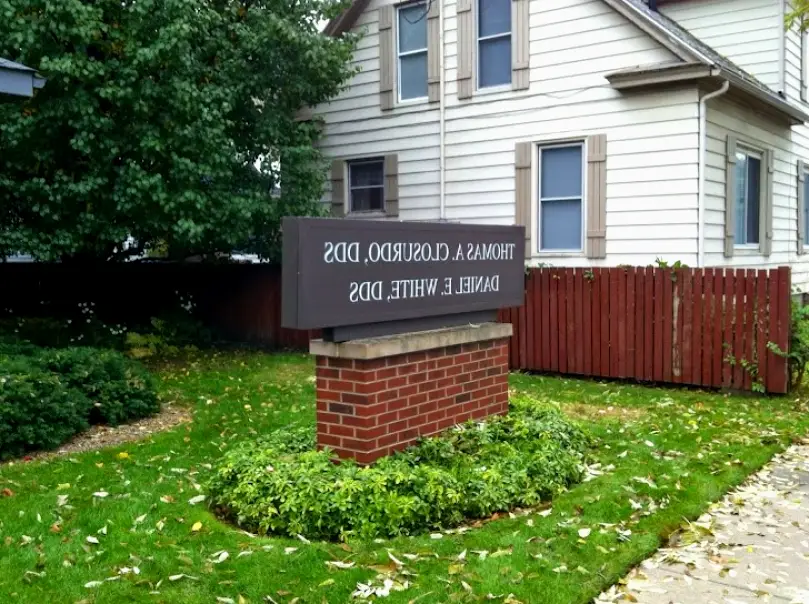 THOMAS A. CLOSURDO, DDS
DANIEL E. WHITE, DDS